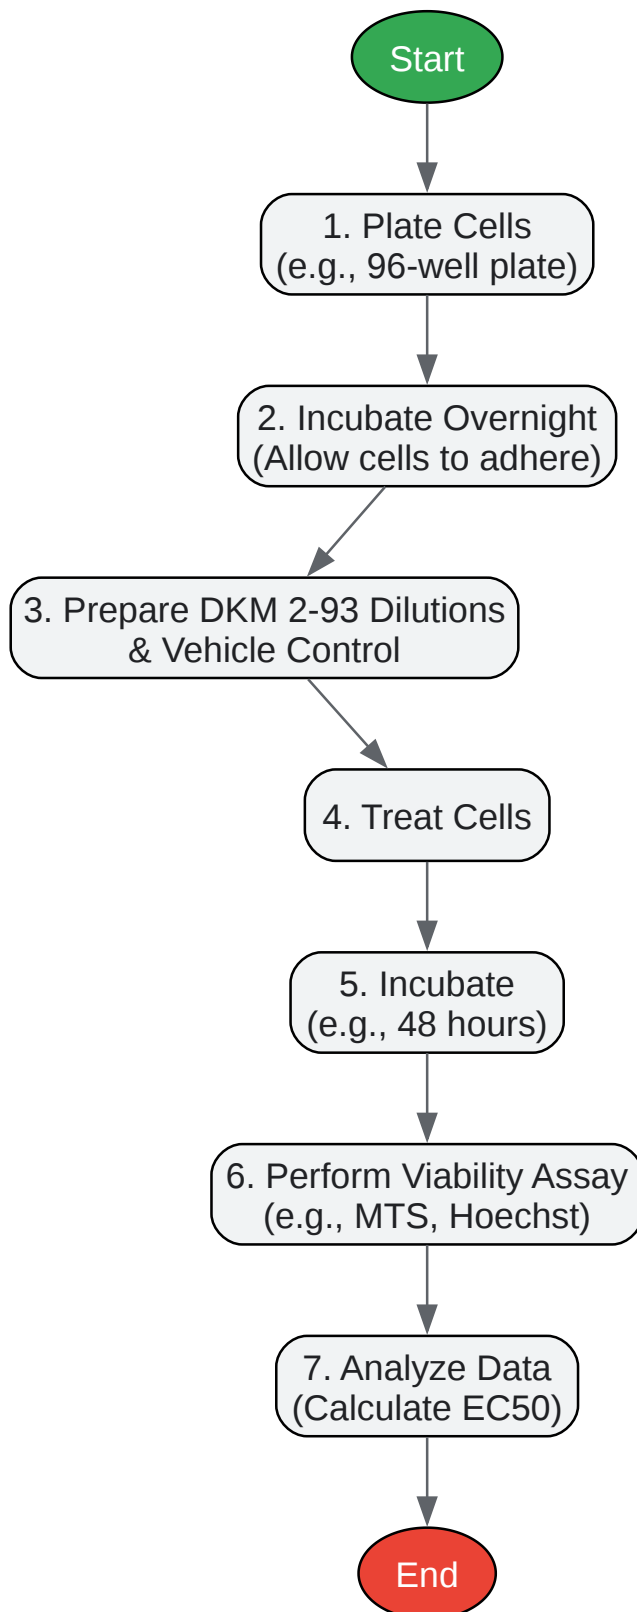 Start
1. Plate Cells
(e.g., 96-well plate)
2. Incubate Overnight
(Allow cells to adhere)
3. Prepare DKM 2-93 Dilutions
& Vehicle Control
4. Treat Cells
5. Incubate
(e.g., 48 hours)
6. Perform Viability Assay
(e.g., MTS, Hoechst)
7. Analyze Data
(Calculate EC50)
End